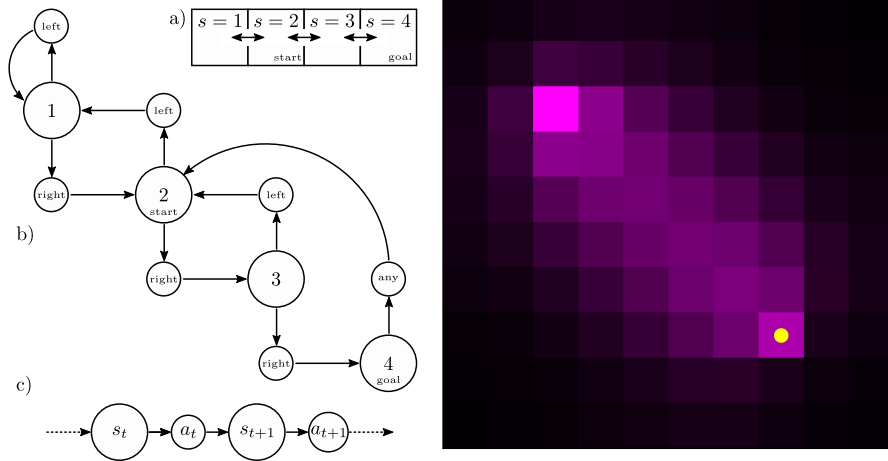 a)
s = 1 s = 2 s = 3 s = 4
start goal
left
1
left
right
2
start
left
b)
right
3
any
right
4
goal
c)
s_t a_t s_{t+1} a_{t+1}